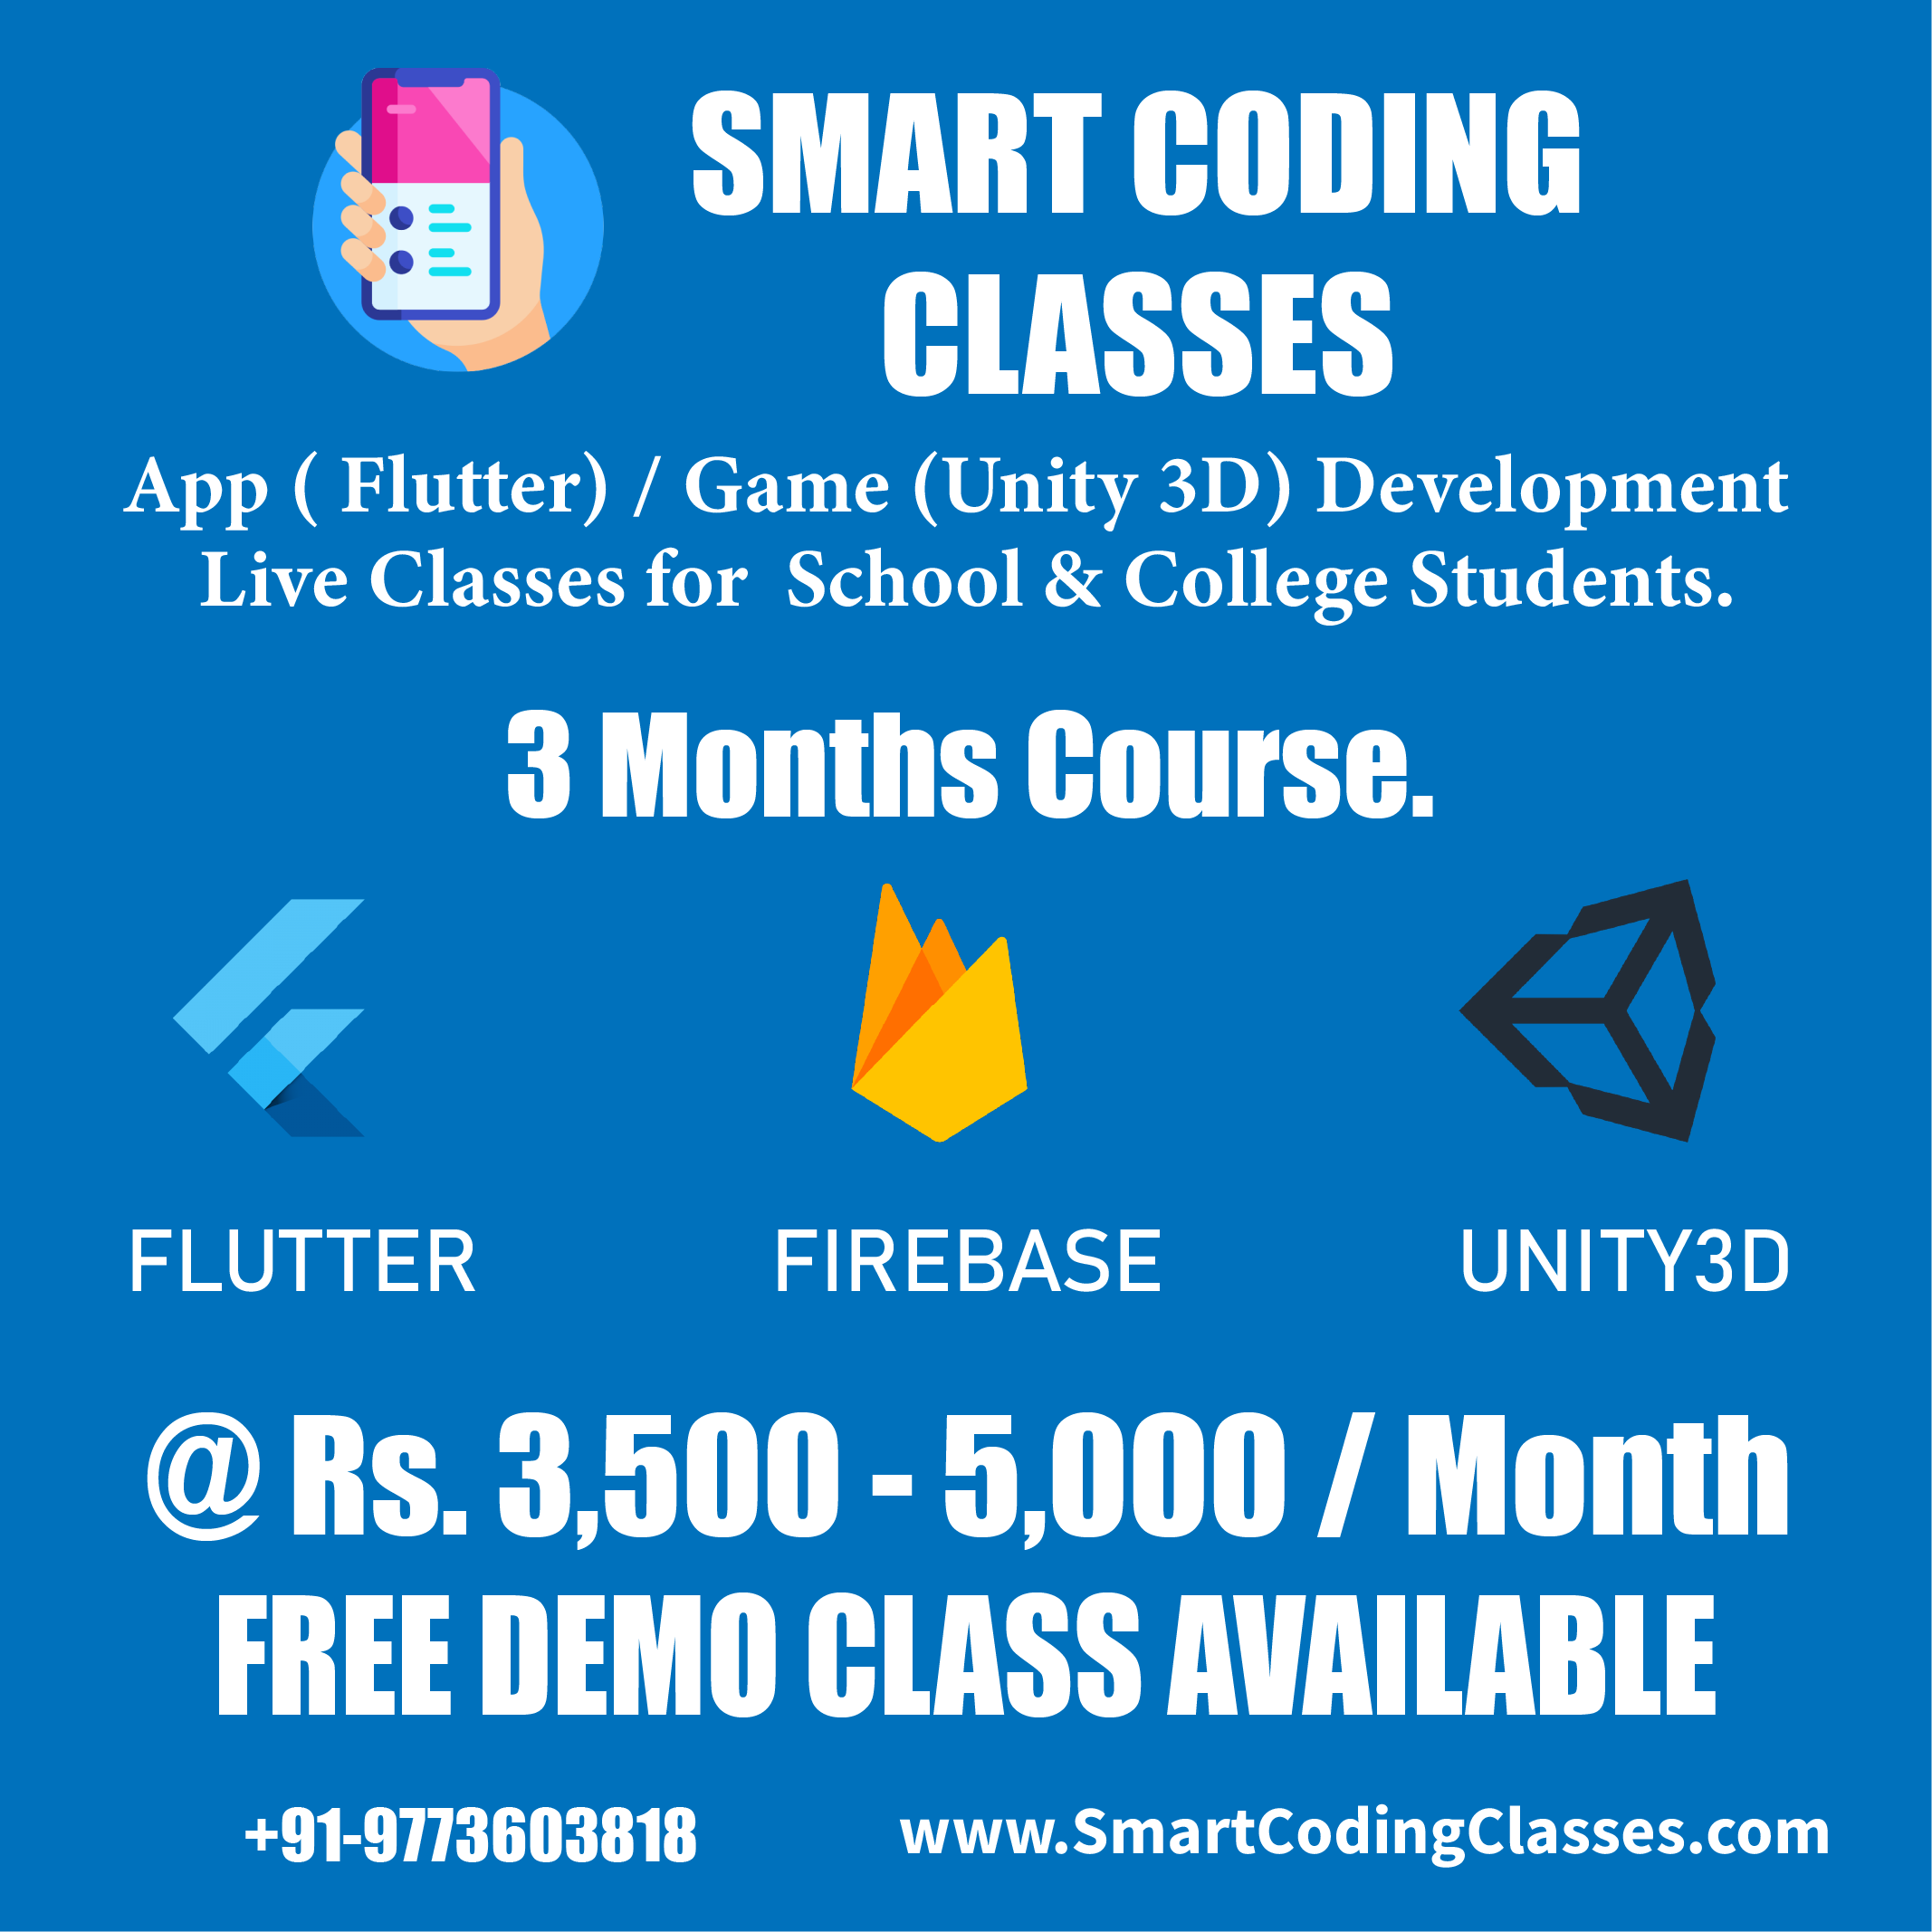 SMART CODING
CLASSES
App ( Flutter) / Game (Unity 3D) Development
Live Classes for School & College Students.
3 Months Course.
FLUTTER FIREBASE UNITY3D
@ Rs. 3,500 - 5,000 / Month
FREE DEMO CLASS AVAILABLE
+91-9773603818 www.SmartCodingClasses.com